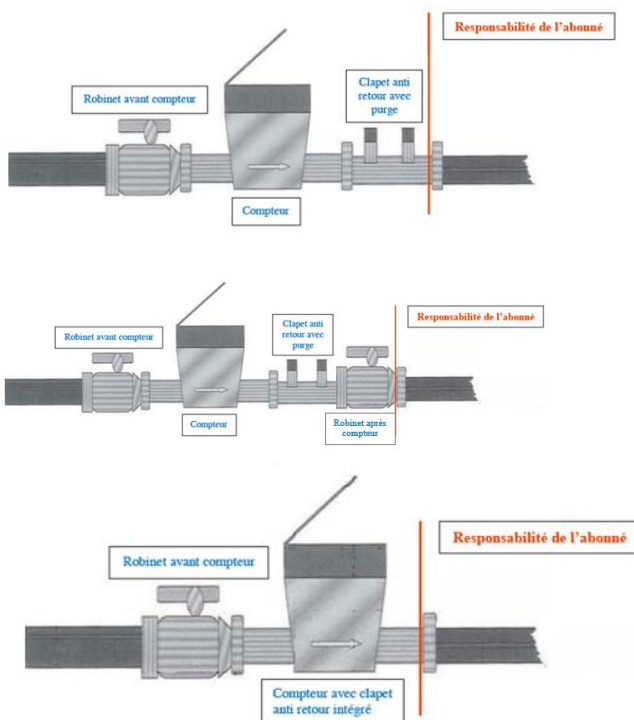 Responsabilité de l'abonné
Robinet avant compteur
Clapet anti
retour avec
purge
Compteur
Robinet avant compteur
Clapet anti
retour avec
purge
Responsabilité de l'abonné
Compteur
Robinet après
compteur
Robinet avant compteur
Responsabilité de l'abonné
Compteur avec clapet
anti retour intégré